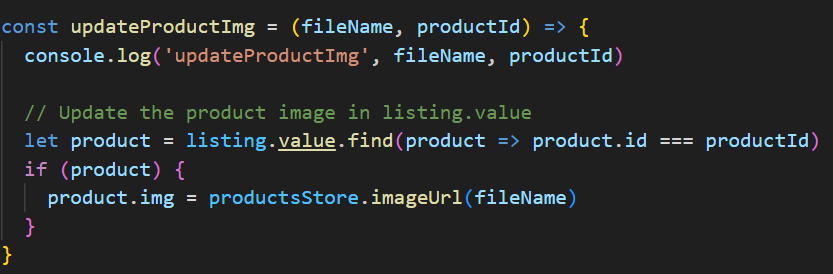 const updateProductImg = (fileName, productId) => {
  console.log('updateProductImg', fileName, productId)

  // Update the product image in listing.value
  let product = listing.value.find(product => product.id === productId)
  if (product) {
    product.img = productsStore.imageUrl(fileName)
  }
}